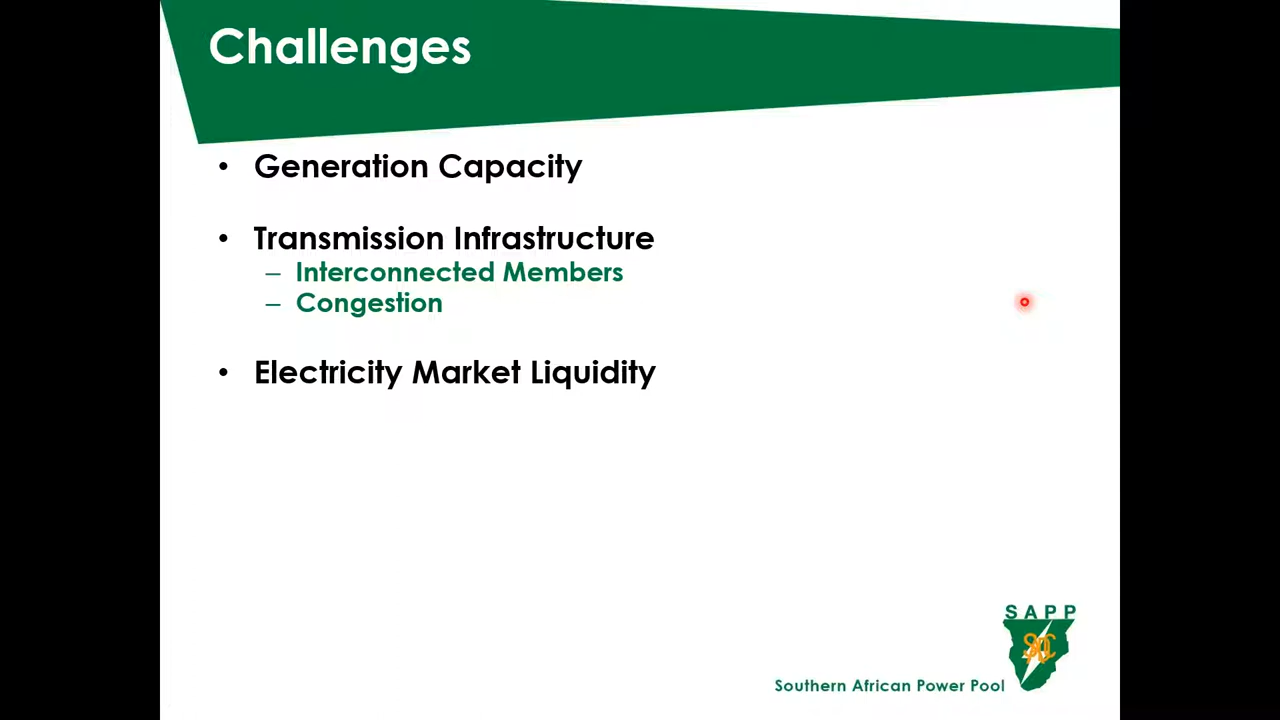 Challenges
• Generation Capacity
• Transmission Infrastructure
– Interconnected Members
– Congestion
• Electricity Market Liquidity
SAPP
Southern African Power Pool